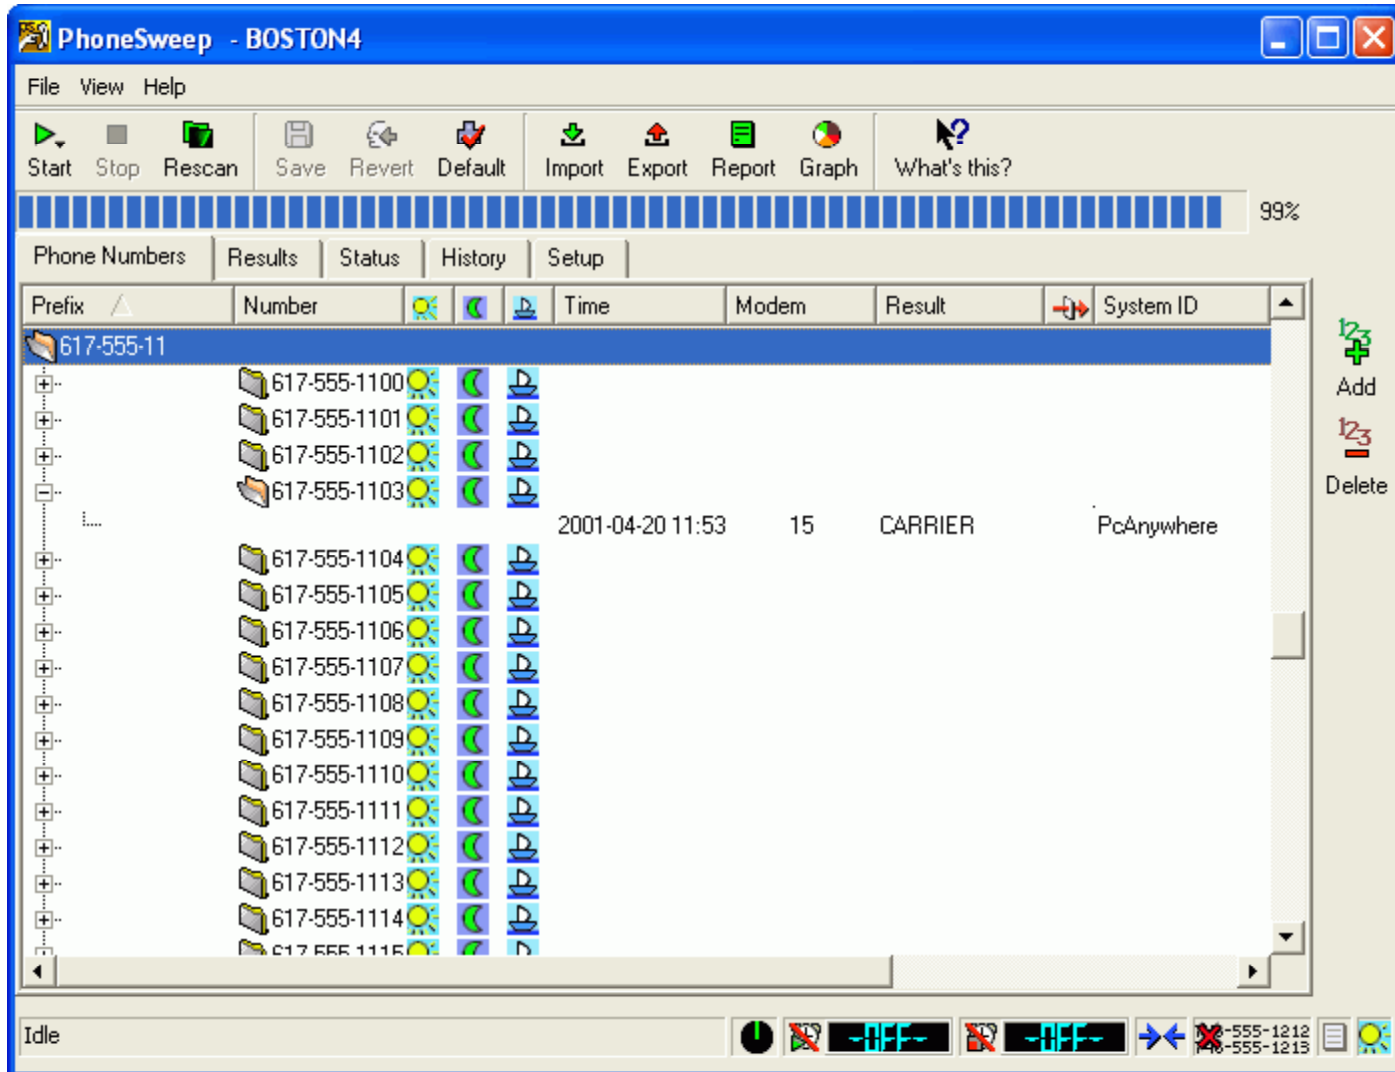 PhoneSweep - BOSTON4
File View Help
Start Stop Rescan Save Revert Default Import Export Report Graph What's this?
99%
Phone Numbers Results Status History Setup
Prefix Number Time Modem Result System ID
617-555-11
617-555-1100
617-555-1101
617-555-1102
617-555-1103
2001-04-20 11:53 15 CARRIER PcAnywhere
617-555-1104
617-555-1105
617-555-1106
617-555-1107
617-555-1108
617-555-1109
617-555-1110
617-555-1111
617-555-1112
617-555-1113
617-555-1114
617-555-1115
123
Add
123
Delete
Idle -OFF- -OFF-
-555-1212
-555-1213